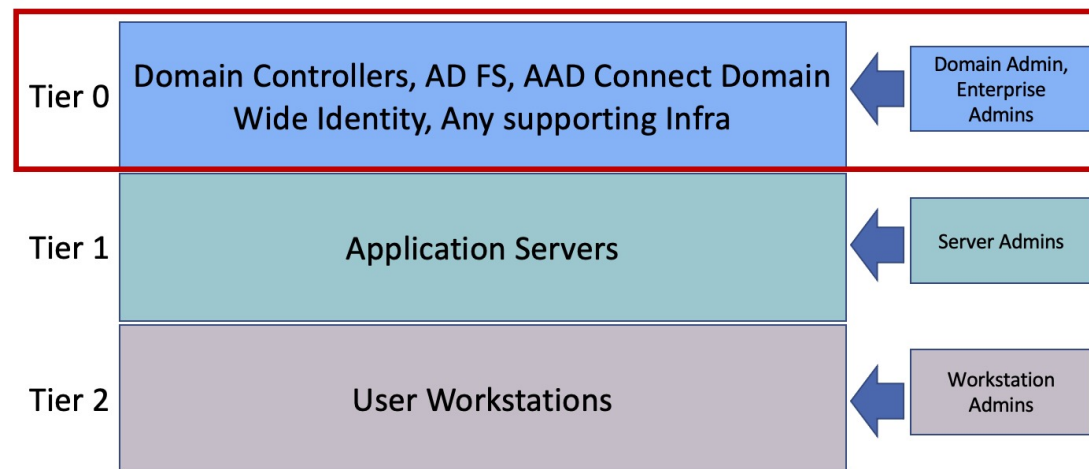 Tier 0
Domain Controllers, AD FS, AAD Connect Domain
Wide Identity, Any supporting Infra
Domain Admin,
Enterprise
Admins
Tier 1
Application Servers
Server Admins
Tier 2
User Workstations
Workstation
Admins